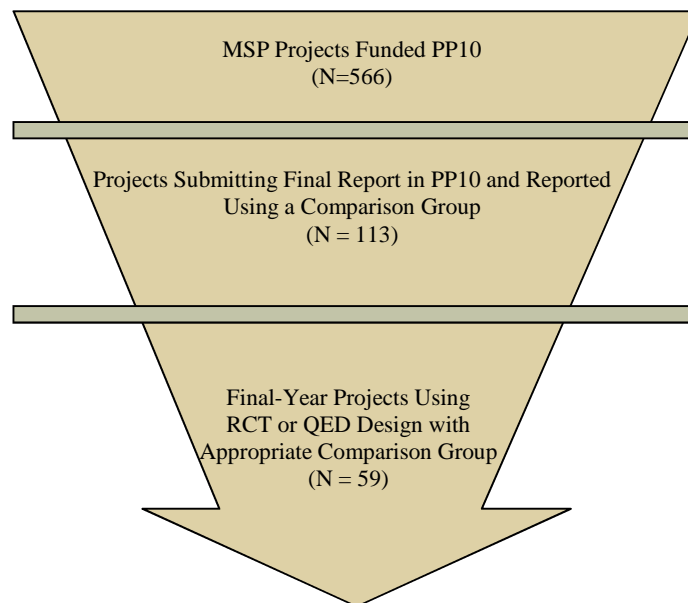 MSP Projects Funded PP10
(N=566)
Projects Submitting Final Report in PP10 and Reported
Using a Comparison Group
(N = 113)
Final-Year Projects Using
RCT or QED Design with
Appropriate Comparison Group
(N = 59)